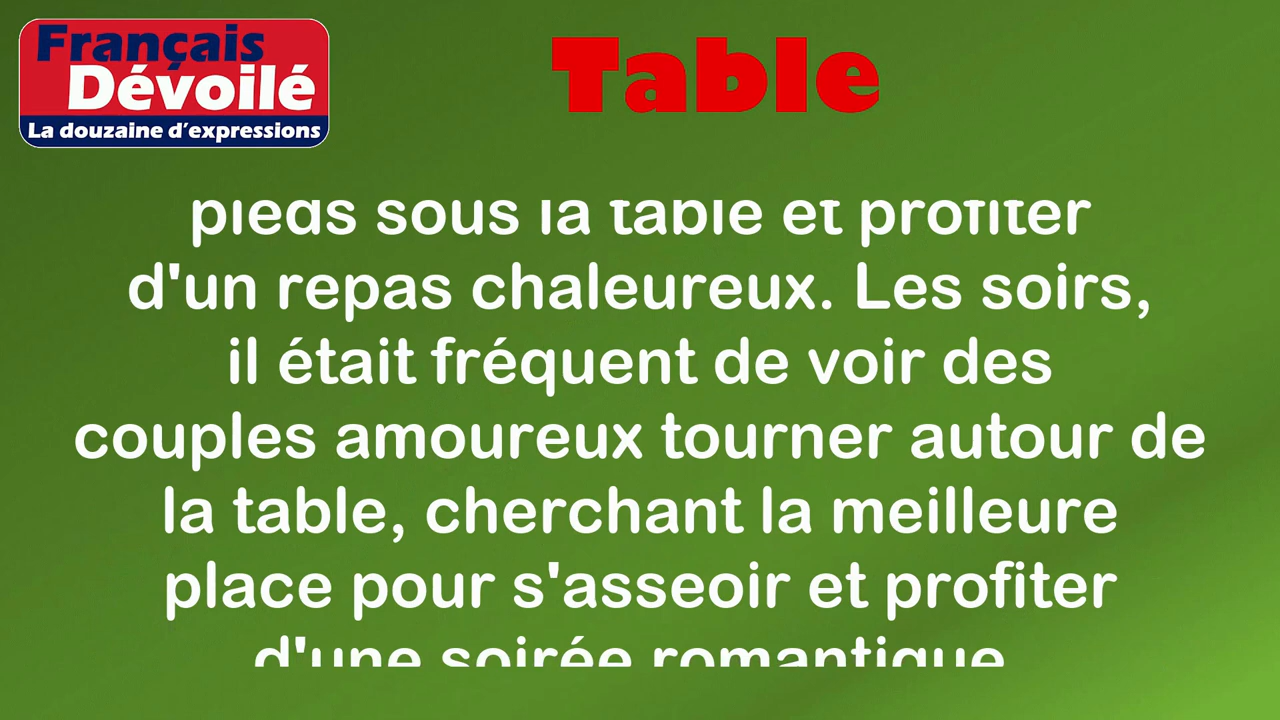 Français
Dévoilé
La douzaine d'expressions
Table
pieds sous la table et profiter
d'un repas chaleureux. Les soirs,
il était fréquent de voir des
couples amoureux tourner autour de
la table, cherchant la meilleure
place pour s'asseoir et profiter
d'une soirée romantique